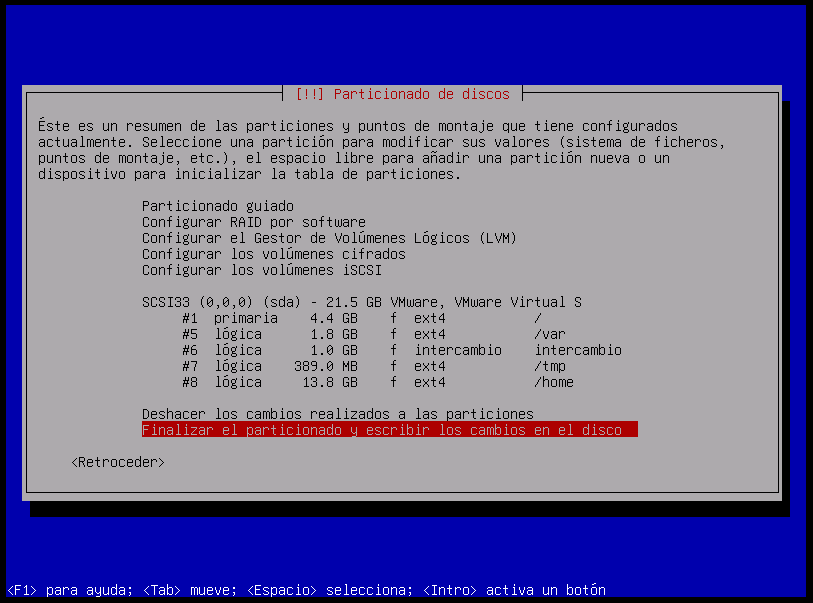 [!!] Particionado de discos
Éste es un resumen de las particiones y puntos de montaje que tiene configurados
actualmente. Seleccione una partición para modificar sus valores (sistema de ficheros,
puntos de montaje, etc.), el espacio libre para añadir una partición nueva o un
dispositivo para inicializar la tabla de particiones.
Particionado guiado
Configurar RAID por software
Configurar el Gestor de Volúmenes Lógicos (LVM)
Configurar los volúmenes cifrados
Configurar los volúmenes iSCSI
SCSI33 (0,0,0) (sda) - 21.5 GB VMware, VMware Virtual S
#1 primaria 4.4 GB f ext4 /
#5 lógica 1.8 GB f ext4 /var
#6 lógica 1.0 GB f intercambio intercambio
#7 lógica 389.0 MB f ext4 /tmp
#8 lógica 13.8 GB f ext4 /home
Deshacer los cambios realizados a las particiones
Finalizar el particionado y escribir los cambios en el disco
<Retroceder>
<F1> para ayuda; <Tab> mueve; <Espacio> selecciona; <Intro> activa un botón